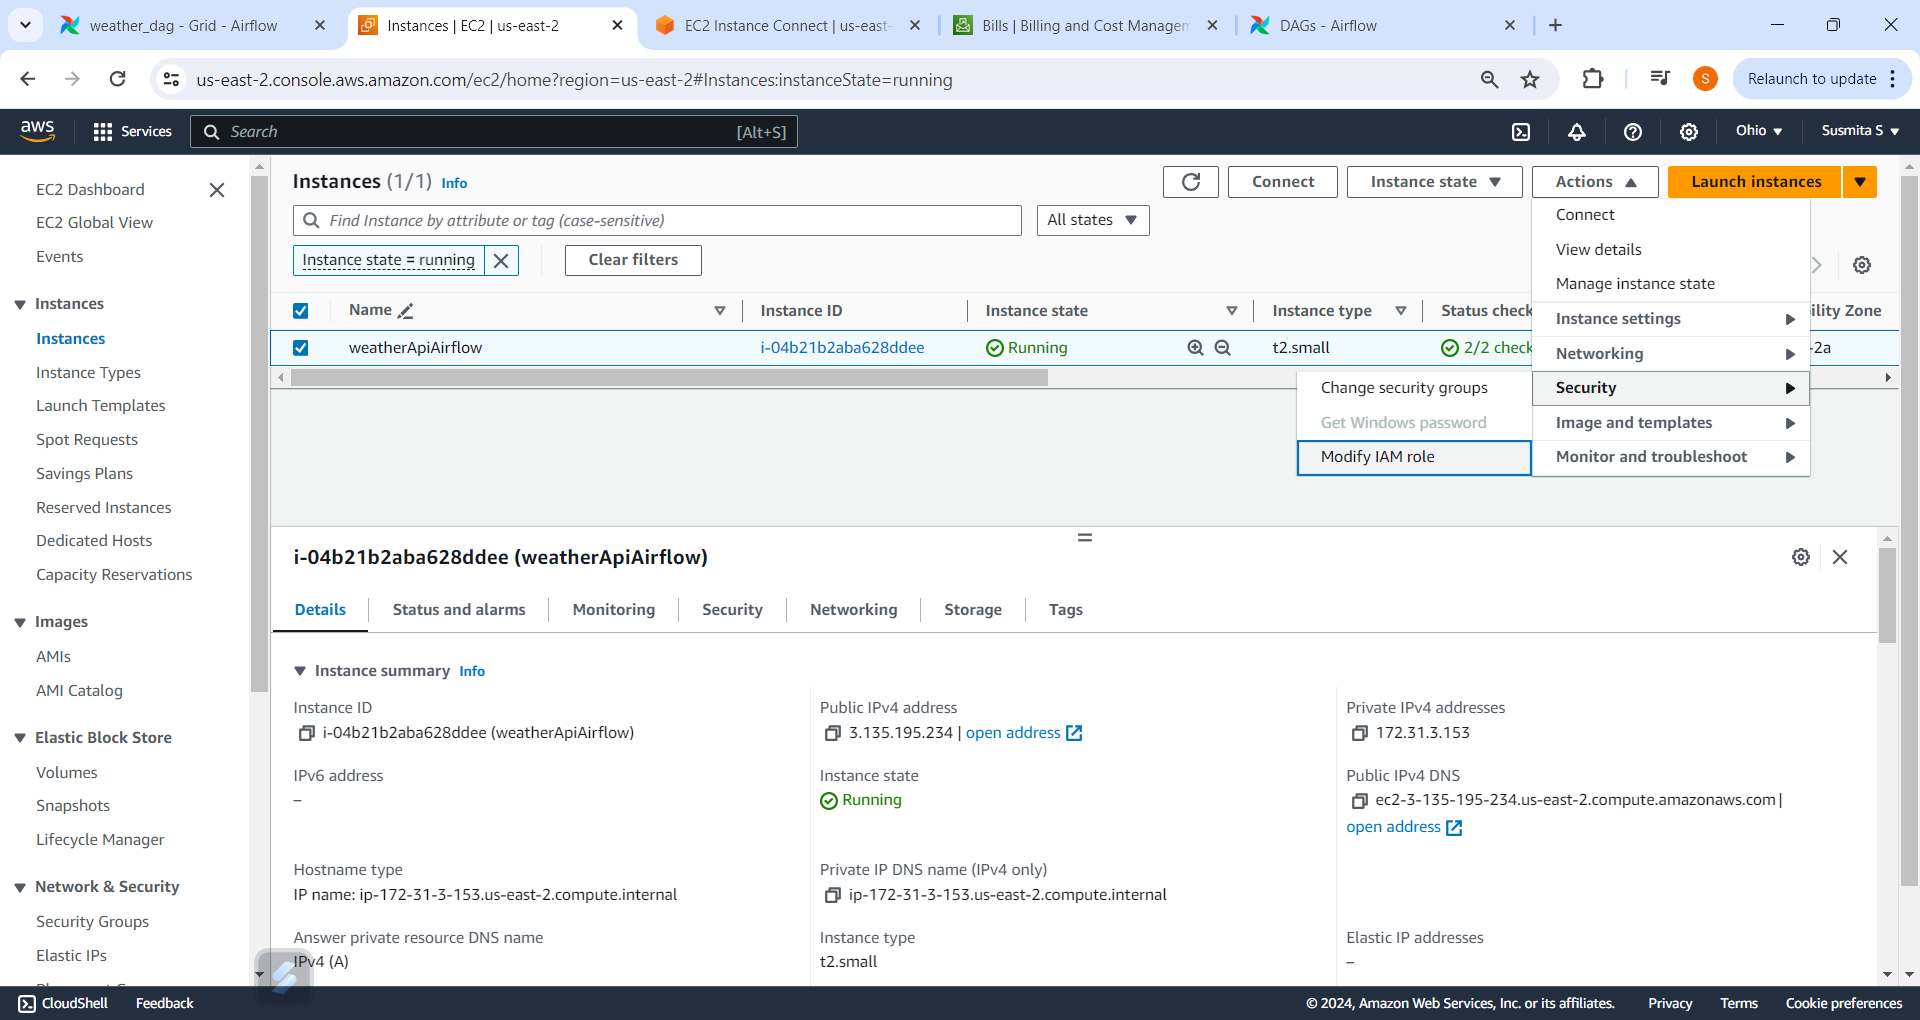 weather_dag - Grid - Airflow
Instances | EC2 | us-east-2
EC2 Instance Connect | us-east-
Bills | Billing and Cost Managem
DAGs - Airflow
us-east-2.console.aws.amazon.com/ec2/home?region=us-east-2#Instances:instanceState=running
S
Relaunch to update
aws
Services
Search
[Alt+S]
Ohio
Susmita S
EC2 Dashboard
EC2 Global View
Events
Instances
Instances
Instance Types
Launch Templates
Spot Requests
Savings Plans
Reserved Instances
Dedicated Hosts
Capacity Reservations
Images
AMIs
AMI Catalog
Elastic Block Store
Volumes
Snapshots
Lifecycle Manager
Network & Security
Security Groups
Elastic IPs
Instances (1/1) Info
Connect
Instance state
Actions
Launch instances
Find Instance by attribute or tag (case-sensitive)
All states
Instance state = running
Clear filters
Connect
View details
Manage instance state
Instance settings
Networking
Security
Image and templates
Monitor and troubleshoot
Change security groups
Get Windows password
Modify IAM role
Name
Instance ID
Instance state
Instance type
Status check
ility Zone
weatherApiAirflow
i-04b21b2aba628ddee
Running
t2.small
2/2 check
-2a
i-04b21b2aba628ddee (weatherApiAirflow)
Details
Status and alarms
Monitoring
Security
Networking
Storage
Tags
Instance summary Info
Instance ID
i-04b21b2aba628ddee (weatherApiAirflow)
Public IPv4 address
3.135.195.234 | open address
Private IPv4 addresses
172.31.3.153
IPv6 address
–
Instance state
Running
Public IPv4 DNS
ec2-3-135-195-234.us-east-2.compute.amazonaws.com |
open address
Hostname type
IP name: ip-172-31-3-153.us-east-2.compute.internal
Private IP DNS name (IPv4 only)
ip-172-31-3-153.us-east-2.compute.internal
Answer private resource DNS name
IPv4 (A)
Instance type
t2.small
Elastic IP addresses
–
CloudShell
Feedback
© 2024, Amazon Web Services, Inc. or its affiliates.
Privacy
Terms
Cookie preferences